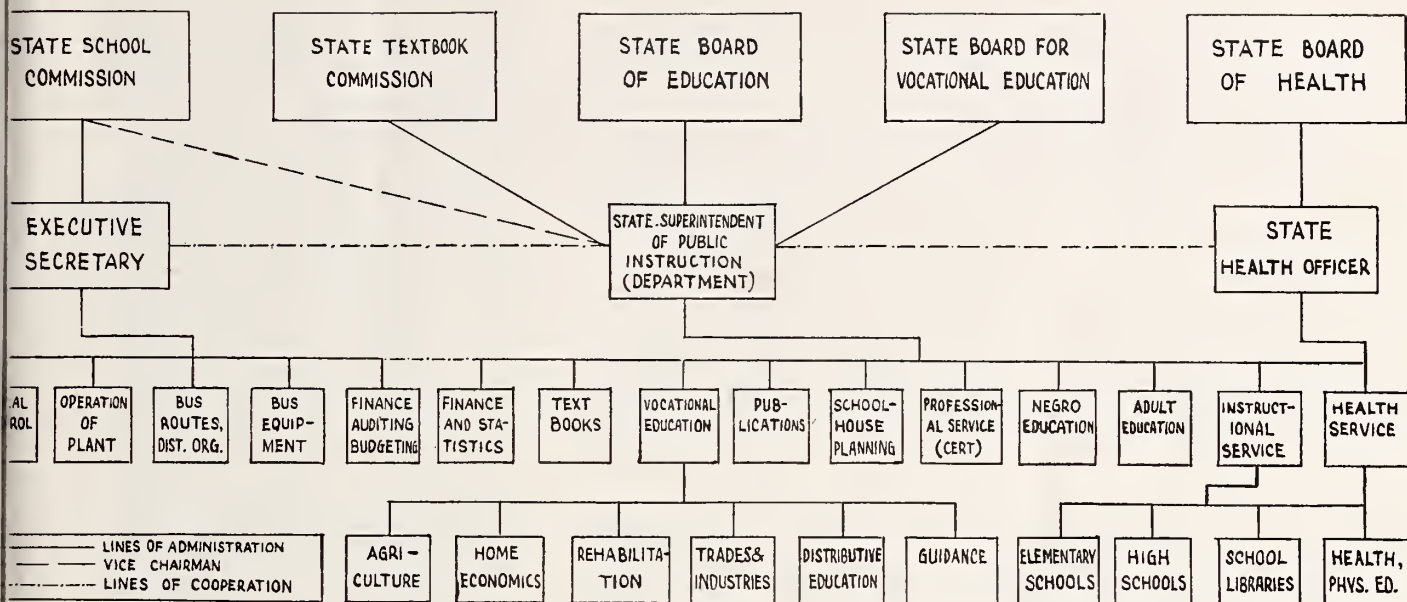 STATE SCHOOL
COMMISSION
STATE TEXTBOOK
COMMISSION
STATE BOARD
OF EDUCATION
STATE BOARD FOR
VOCATIONAL EDUCATION
STATE BOARD
OF HEALTH
EXECUTIVE
SECRETARY
STATE SUPERINTENDENT
OF PUBLIC
INSTRUCTION
(DEPARTMENT)
STATE
HEALTH OFFICER
AL
ROL
OPERATION
OF
PLANT
BUS
ROUTES,
DIST. ORG.
BUS
EQUIP-
MENT
FINANCE
AUDITING
BUDGETING
FINANCE
AND STA-
TISTICS
TEXT
BOOKS
VOCATIONAL
EDUCATION
PUB-
LICATIONS
SCHOOL-
HOUSE
PLANNING
PROFESSION-
AL SERVICE
(CERT)
NEGRO
EDUCATION
ADULT
EDUCATION
INSTRUCT-
IONAL
SERVICE
HEALTH
SERVICE
LINES OF ADMINISTRATION
VICE CHAIRMAN
LINES OF COOPERATION
AGRI-
CULTURE
HOME
ECONOMICS
REHABILITA-
TION
TRADES&
INDUSTRIES
DISTRIBUTIVE
EDUCATION
GUIDANCE
ELEMENTARY
SCHOOLS
HIGH
SCHOOLS
SCHOOL
LIBRARIES
HEALTH,
PHYS. ED.